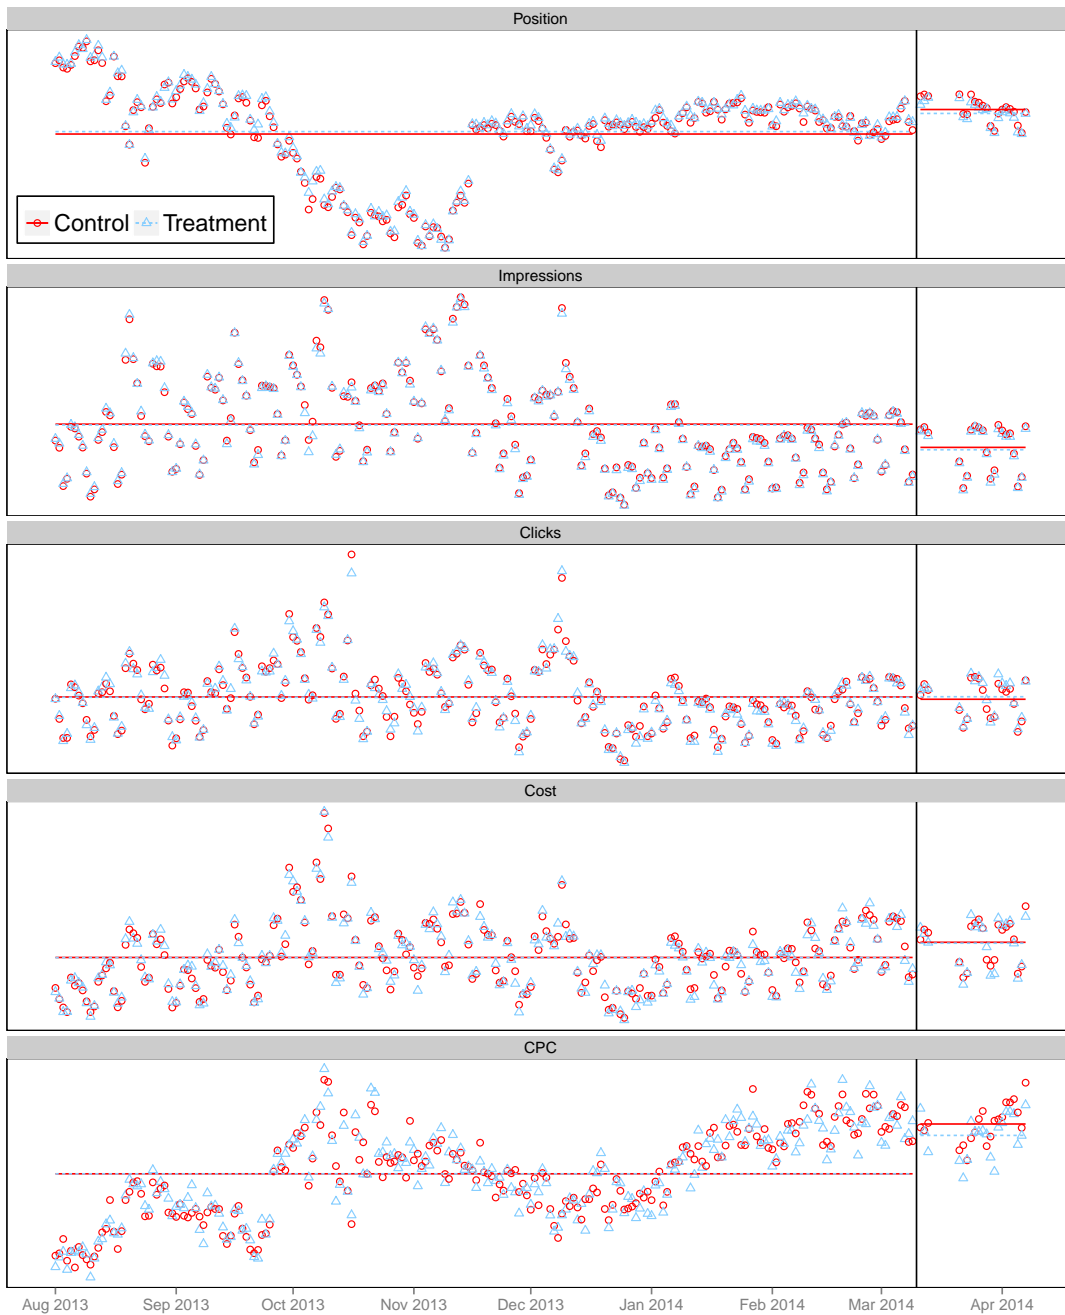 Position
Control Treatment
Impressions
Clicks
Cost
CPC
Aug 2013 Sep 2013 Oct 2013 Nov 2013 Dec 2013 Jan 2014 Feb 2014 Mar 2014 Apr 2014